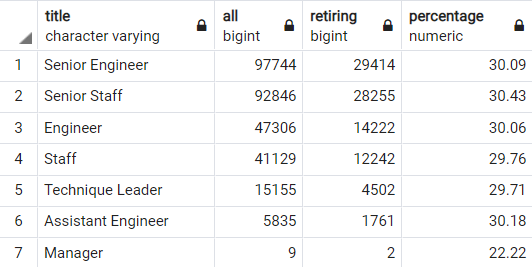 title all retiring percentage
character varying bigint bigint numeric
1 Senior Engineer 97744 29414 30.09
2 Senior Staff 92846 28255 30.43
3 Engineer 47306 14222 30.06
4 Staff 41129 12242 29.76
5 Technique Leader 15155 4502 29.71
6 Assistant Engineer 5835 1761 30.18
7 Manager 9 2 22.22